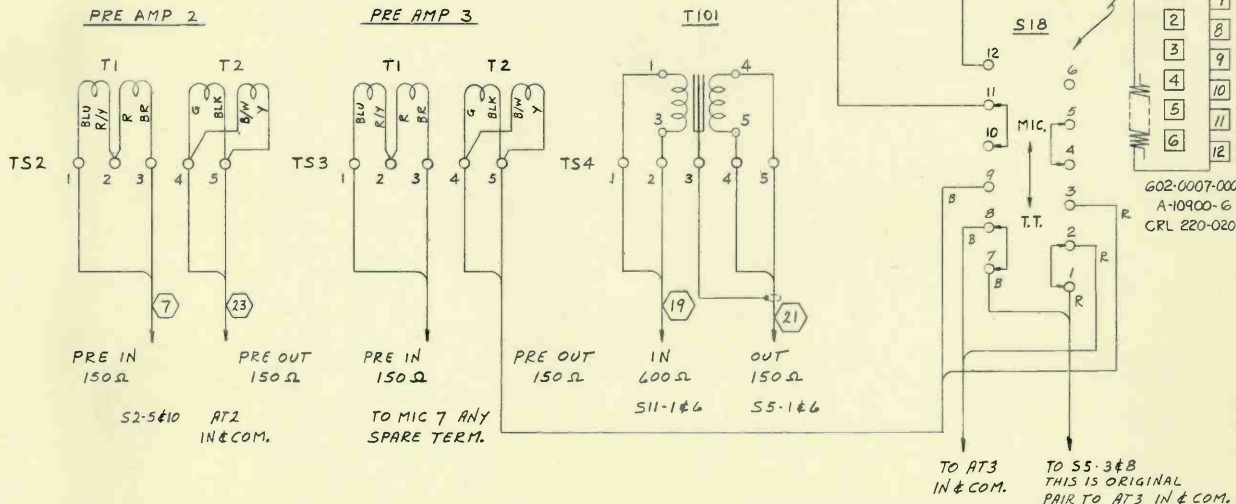 PRE AMP 2
T1
T2
BLU
R/Y
R
BR
G
BLK
B/W
Y
TS2
1
2
3
4
5
7
23
PRE IN
150Ω
S2-5&10
PRE OUT
150Ω
AT2
IN & COM.
PRE AMP 3
T1
T2
BLU
R/Y
R
BR
G
BLK
B/W
Y
TS3
1
2
3
4
5
PRE IN
150Ω
TO MIC 7 ANY
SPARE TERM.
PRE OUT
150Ω
T101
1
4
3
5
TS4
1
2
3
4
5
19
21
IN
600Ω
S11-1&6
OUT
150Ω
S5-1&6
S18
12
11
10
9
8
7
6
5
4
3
2
1
MIC.
T.T.
B
B
B
R
R
R
TO AT3
IN & COM.
TO S5-3&8
THIS IS ORIGINAL
PAIR TO AT3 IN & COM.
2
3
4
5
6
8
9
10
11
12
A-10900-6